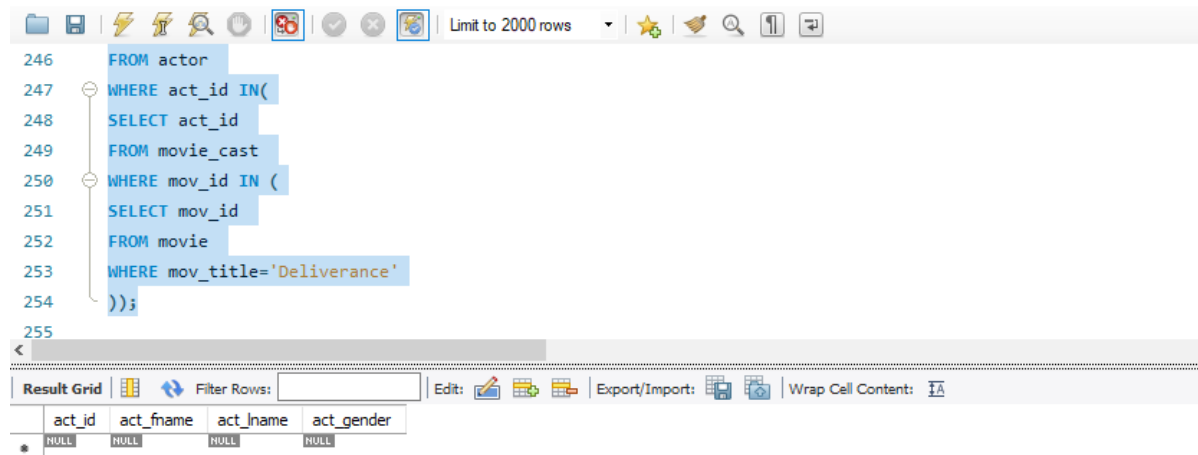 Limit to 2000 rows
246 FROM actor
247 WHERE act_id IN(
248 SELECT act_id
249 FROM movie_cast
250 WHERE mov_id IN (
251 SELECT mov_id
252 FROM movie
253 WHERE mov_title='Deliverance'
254 ));
255
Result Grid Filter Rows: Edit: Export/Import: Wrap Cell Content: IA
act_id act_fname act_lname act_gender
NULL NULL NULL NULL